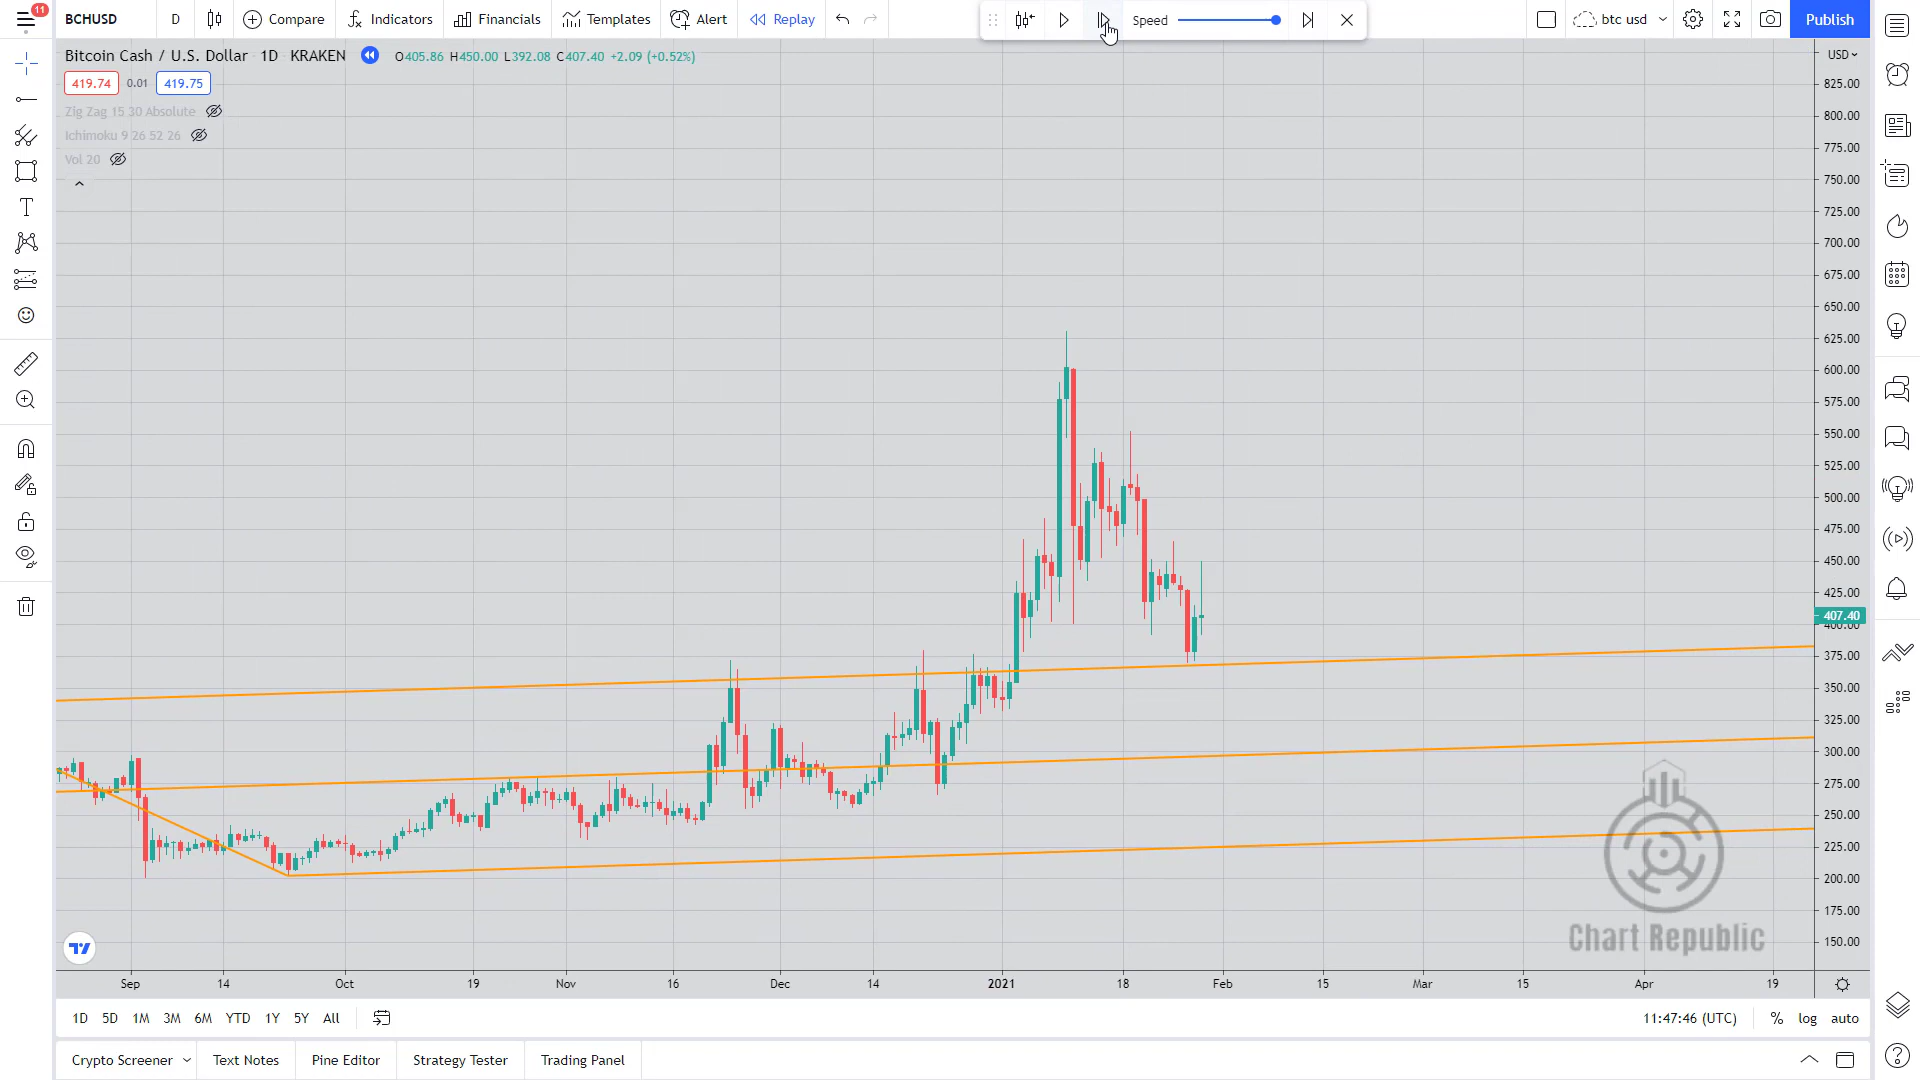 11
BCHUSD D Compare Indicators Financials Templates Alert Replay Speed btc usd Publish
Bitcoin Cash / U.S. Dollar · 1D · KRAKEN O405.86 H450.00 L392.08 C407.40 +2.09 (+0.52%)
USD
419.74 0.01 419.75
Zig Zag 15 30 Absolute
Ichimoku 9 26 52 26
Vol 20
825.00
800.00
775.00
750.00
725.00
700.00
675.00
650.00
625.00
600.00
575.00
550.00
525.00
500.00
475.00
450.00
425.00
407.40
400.00
375.00
350.00
325.00
300.00
275.00
250.00
225.00
200.00
175.00
150.00
Chart Republic
Sep 14 Oct 19 Nov 16 Dec 14 2021 18 Feb 15 Mar 15 Apr 19
1D 5D 1M 3M 6M YTD 1Y 5Y All 11:47:46 (UTC) % log auto
Crypto Screener Text Notes Pine Editor Strategy Tester Trading Panel